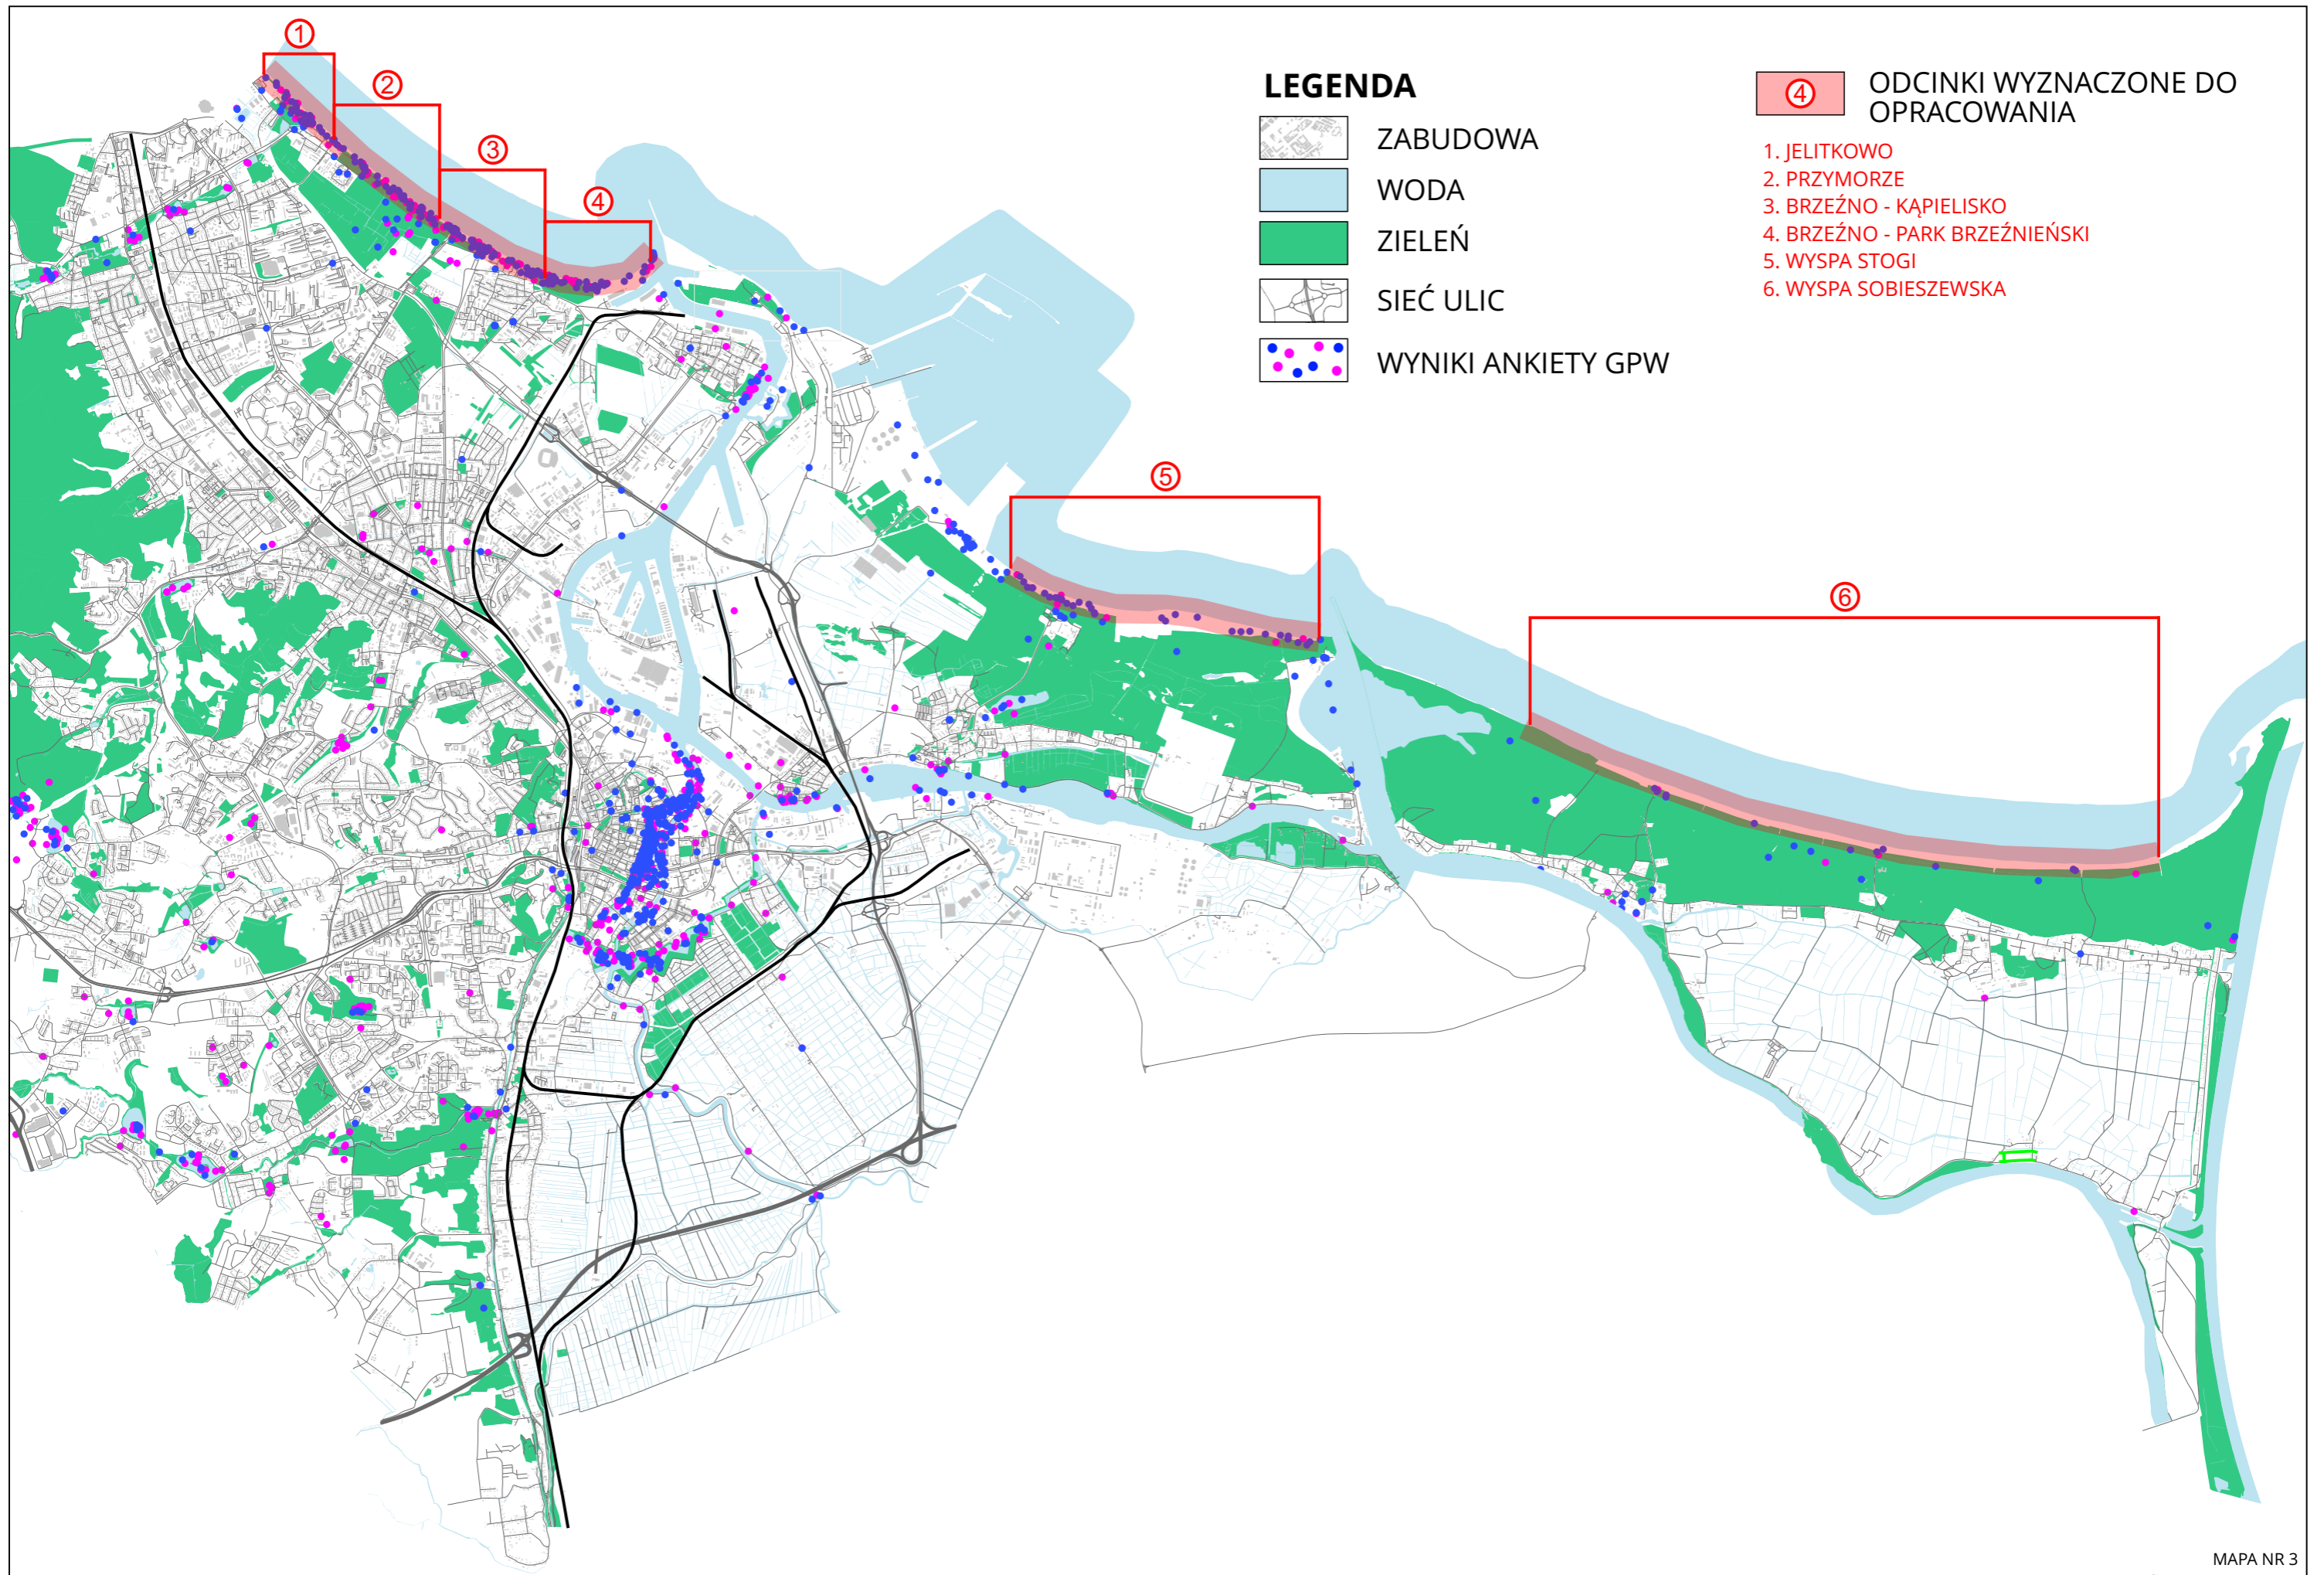 ①
②
③
④
⑤
⑥
LEGENDA
ZABUDOWA
WODA
ZIELEŃ
SIEĆ ULIC
WYNIKI ANKIETY GPW
④
ODCINKI WYZNACZONE DO
OPRACOWANIA
1. JELITKOWO
2. PRZYMORZE
3. BRZEŹNO - KĄPIELISKO
4. BRZEŹNO - PARK BRZEŹNIEŃSKI
5. WYSPA STOGI
6. WYSPA SOBIESZEWSKA
MAPA NR 3